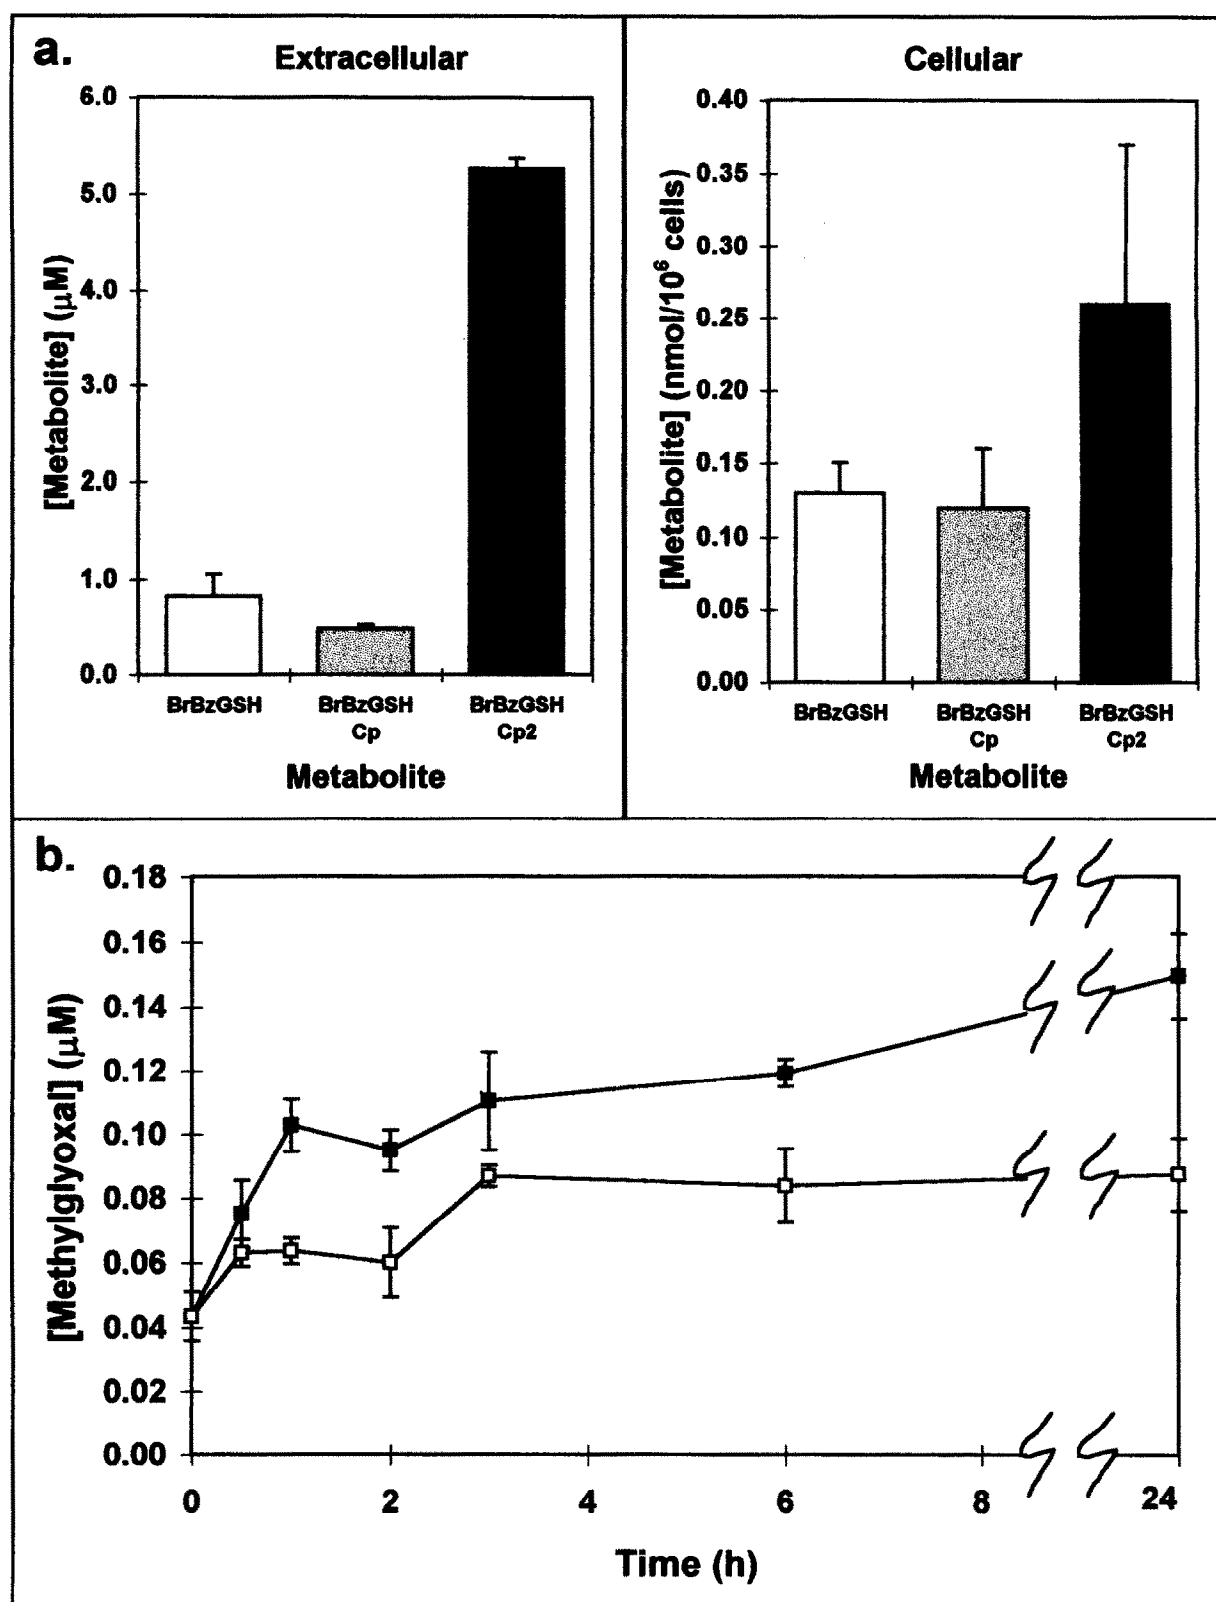 a.
Extracellular
6.0
5.0
4.0
3.0
2.0
1.0
0.0
[Metabolite] (μM)
BrBzGSH
BrBzGSH
Cp
BrBzGSH
Cp2
Metabolite
Cellular
0.40
0.35
0.30
0.25
0.20
0.15
0.10
0.05
0.00
[Metabolite] (nmol/10⁶ cells)
BrBzGSH
BrBzGSH
Cp
BrBzGSH
Cp2
Metabolite
b.
0.18
0.16
0.14
0.12
0.10
0.08
0.06
0.04
0.02
0.00
[Methylglyoxal] (μM)
0 2 4 6 8 24
Time (h)